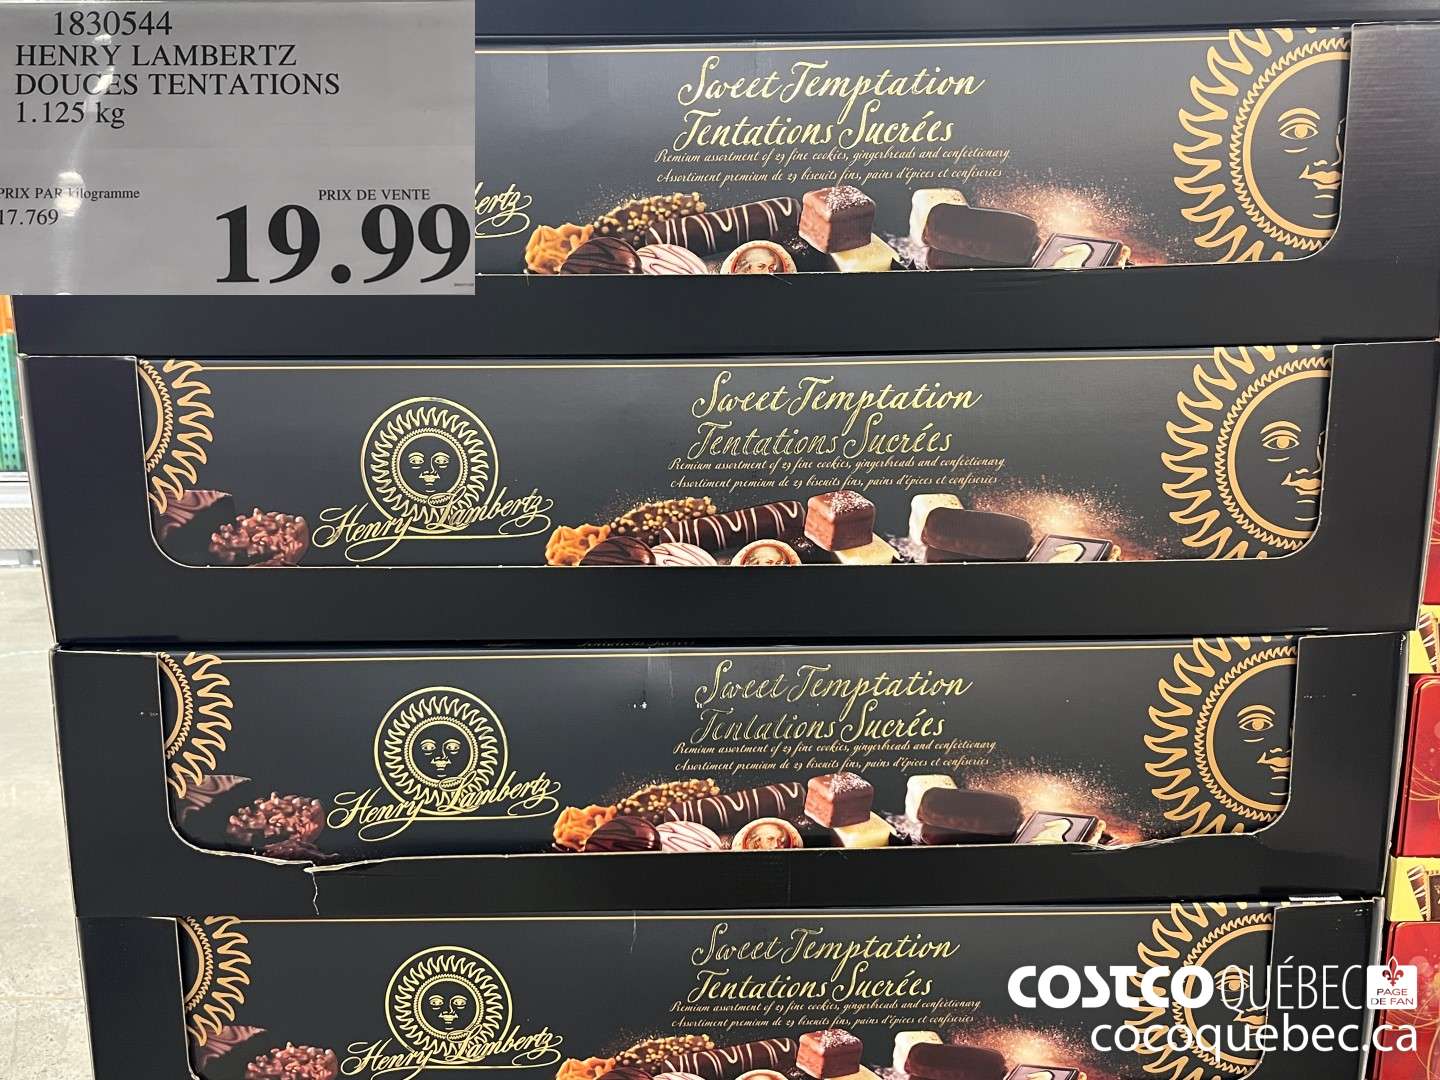 1830544
HENRY LAMBERTZ
DOUCES TENTATIONS
1.125 kg
PRIX PAR kilogramme
17.769
PRIX DE VENTE
19.99
Sweet Temptation
Tentations Sucrées
Premium assortment of 29 fine cookies, gingerbreads and confectionary
Assortiment premium de 29 biscuits fins, pains d'épices et confiseries
ertz
Sweet Temptation
Tentations Sucrées
Premium assortment of 29 fine cookies, gingerbreads and confectionary
Assortiment premium de 29 biscuits fins, pains d'épices et confiseries
Henry Lambertz
Sweet Temptation
Tentations Sucrées
Premium assortment of 29 fine cookies, gingerbreads and confectionary
Assortiment premium de 29 biscuits fins, pains d'épices et confiseries
Henry Lambertz
Sweet Temptation
Tentations Sucrées
Premium assortment of 29 fine cookies, gingerbreads and confectionary
Assortiment premium de 29 biscuits fins, pains d'épices et confiseries
Henry Lambertz
COSTCO QUÉBEC
PAGE
DE FAN
cocoquebec.ca